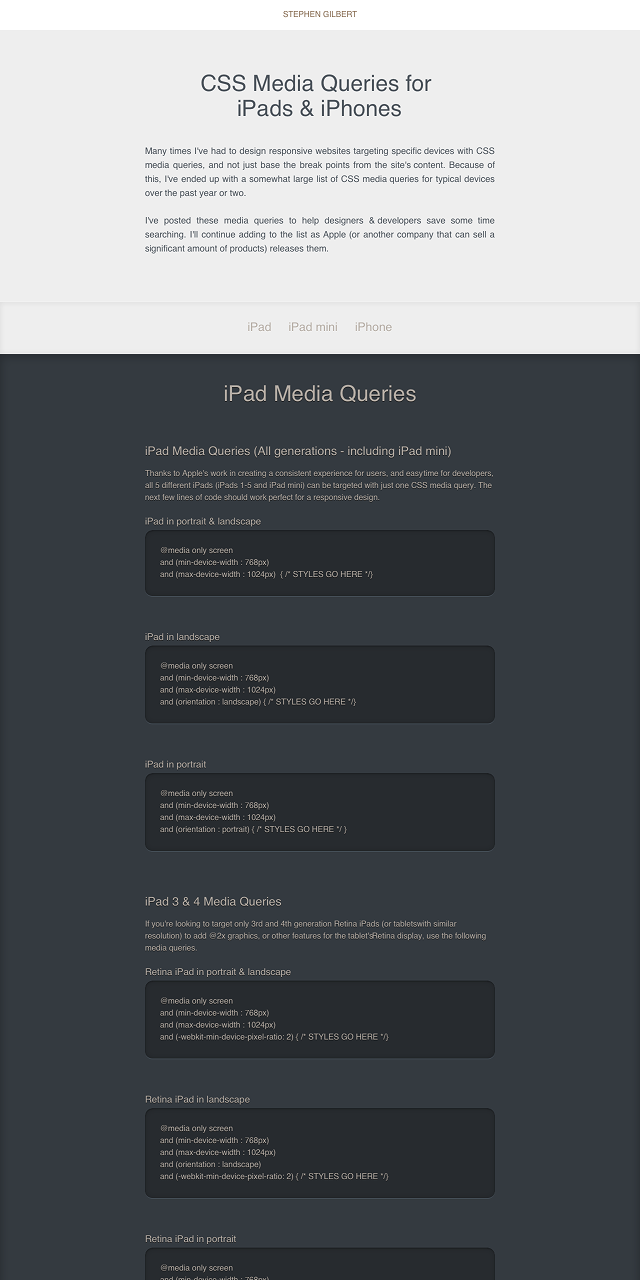 STEPHEN GILBERT
CSS Media Queries for
iPads & iPhones
Many times I've had to design responsive websites targeting specific devices with CSS
media queries, and not just base the break points from the site's content. Because of
this, I've ended up with a somewhat large list of CSS media queries for typical devices
over the past year or two.
I've posted these media queries to help designers & developers save some time
searching. I'll continue adding to the list as Apple (or another company that can sell a
significant amount of products) releases them.
iPad iPad mini iPhone
iPad Media Queries
iPad Media Queries (All generations - including iPad mini)
Thanks to Apple's work in creating a consistent experience for users, and easytime for developers,
all 5 different iPads (iPads 1-5 and iPad mini) can be targeted with just one CSS media query. The
next few lines of code should work perfect for a responsive design.
iPad in portrait & landscape
@media only screen
and (min-device-width : 768px)
and (max-device-width : 1024px) { /* STYLES GO HERE */}
iPad in landscape
@media only screen
and (min-device-width : 768px)
and (max-device-width : 1024px)
and (orientation : landscape) { /* STYLES GO HERE */}
iPad in portrait
@media only screen
and (min-device-width : 768px)
and (max-device-width : 1024px)
and (orientation : portrait) { /* STYLES GO HERE */ }
iPad 3 & 4 Media Queries
If you're looking to target only 3rd and 4th generation Retina iPads (or tabletswith similar
resolution) to add @2x graphics, or other features for the tablet'sRetina display, use the following
media queries.
Retina iPad in portrait & landscape
@media only screen
and (min-device-width : 768px)
and (max-device-width : 1024px)
and (-webkit-min-device-pixel-ratio: 2) { /* STYLES GO HERE */}
Retina iPad in landscape
@media only screen
and (min-device-width : 768px)
and (max-device-width : 1024px)
and (orientation : landscape)
and (-webkit-min-device-pixel-ratio: 2) { /* STYLES GO HERE */}
Retina iPad in portrait
@media only screen
and (min-device-width : 768px)